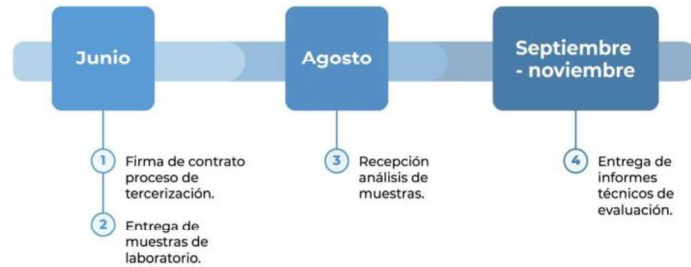 Junio
Agosto
Septiembre
- noviembre
1
Firma de contrato
proceso de
tercerización.
2
Entrega de
muestras de
laboratorio.
3
Recepción
análisis de
muestras.
4
Entrega de
informes
técnicos de
evaluación.